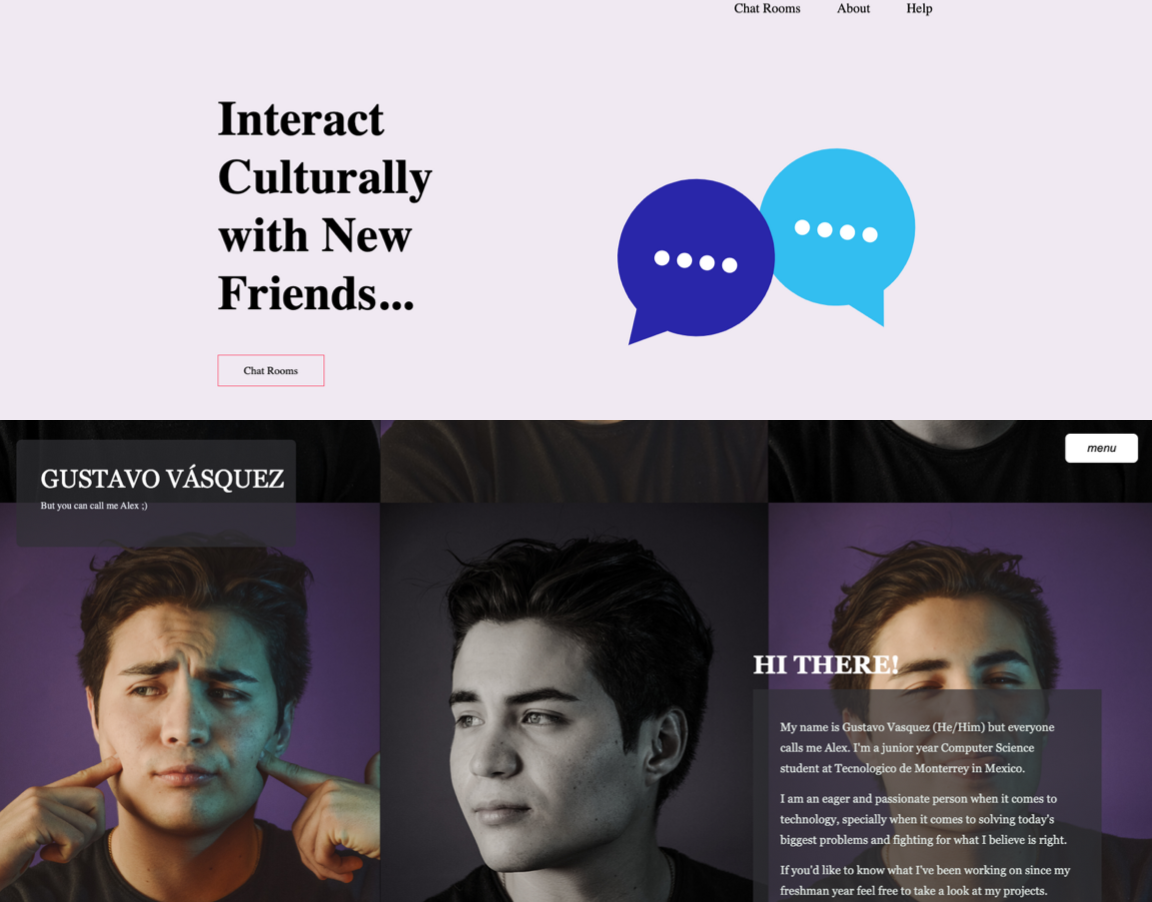 Chat Rooms About Help
Interact
Culturally
with New
Friends...
Chat Rooms
menu
GUSTAVO VÁSQUEZ
But you can call me Alex ;)
HI THERE!
My name is Gustavo Vasquez (He/Him) but everyone
calls me Alex. I'm a junior year Computer Science
student at Tecnologico de Monterrey in Mexico.
I am an eager and passionate person when it comes to
technology, specially when it comes to solving today's
biggest problems and fighting for what I believe is right.
If you'd like to know what I've been working on since my
freshman year feel free to take a look at my projects.